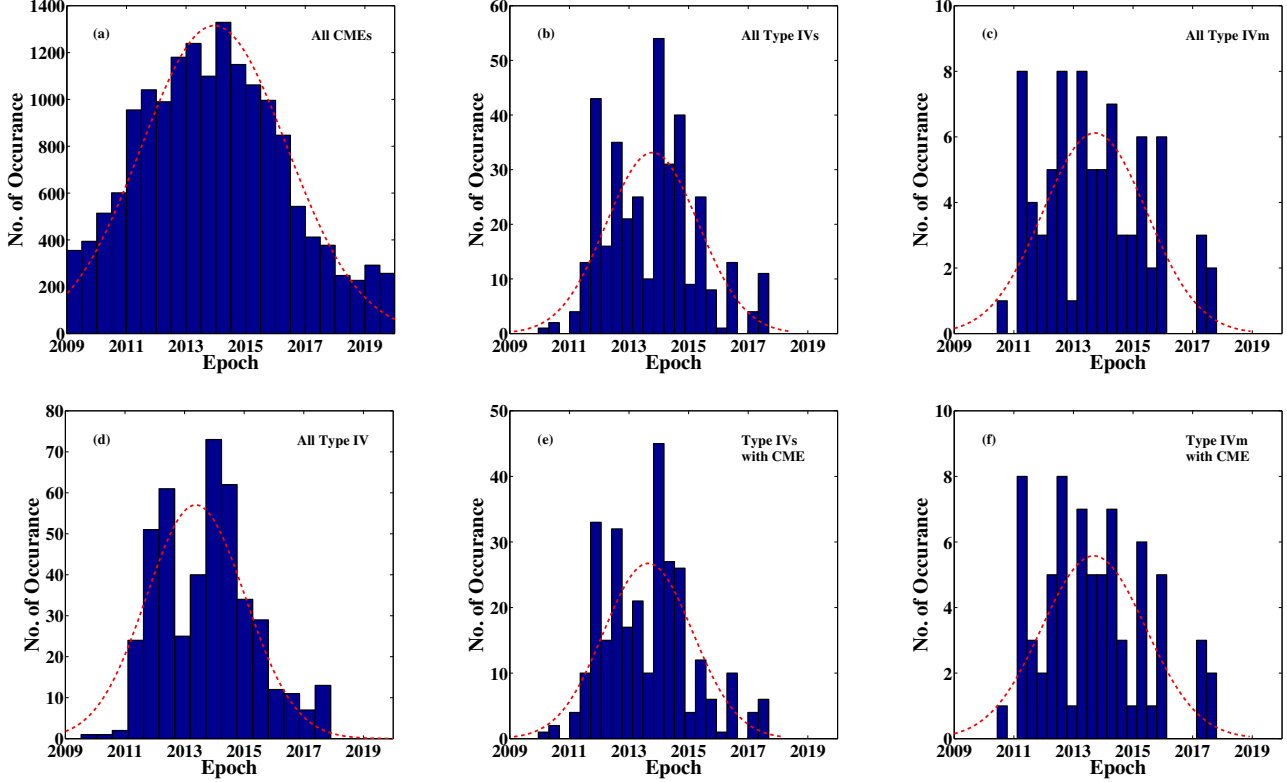 (a)
All CMEs
No. of Occurance
1400
1200
1000
800
600
400
200
0
2009 2011 2013 2015 2017 2019
Epoch
(b)
All Type IVs
No. of Occurance
60
50
40
30
20
10
0
2009 2011 2013 2015 2017 2019
Epoch
(c)
All Type IVm
No. of Occurance
10
8
6
4
2
0
2009 2011 2013 2015 2017 2019
Epoch
(d)
All Type IV
No. of Occurance
80
70
60
50
40
30
20
10
0
2009 2011 2013 2015 2017 2019
Epoch
(e)
Type IVs
with CME
No. of Occurance
50
40
30
20
10
0
2009 2011 2013 2015 2017 2019
Epoch
(f)
Type IVm
with CME
No. of Occurance
10
8
6
4
2
0
2009 2011 2013 2015 2017 2019
Epoch